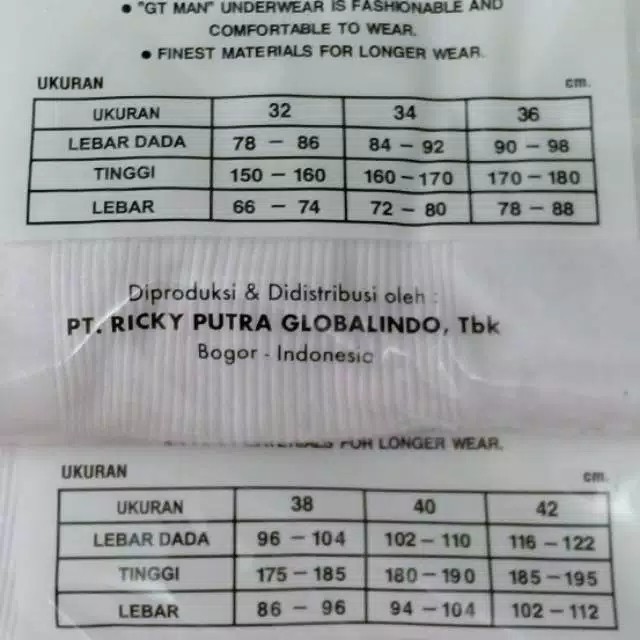 • "GT MAN" UNDERWEAR IS FASHIONABLE AND
COMFORTABLE TO WEAR.
• FINEST MATERIALS FOR LONGER WEAR.
UKURAN cm.
UKURAN 32 34 36
LEBAR DADA 78 - 86 84 - 92 90 - 98
TINGGI 150 - 160 160 - 170 170 - 180
LEBAR 66 - 74 72 - 80 78 - 88
Diproduksi & Didistribusi oleh :
PT. RICKY PUTRA GLOBALINDO, Tbk
Bogor - Indonesia
FOR LONGER WEAR.
UKURAN cm.
UKURAN 38 40 42
LEBAR DADA 96 - 104 102 - 110 116 - 122
TINGGI 175 - 185 180 - 190 185 - 195
LEBAR 86 - 96 94 - 104 102 - 112